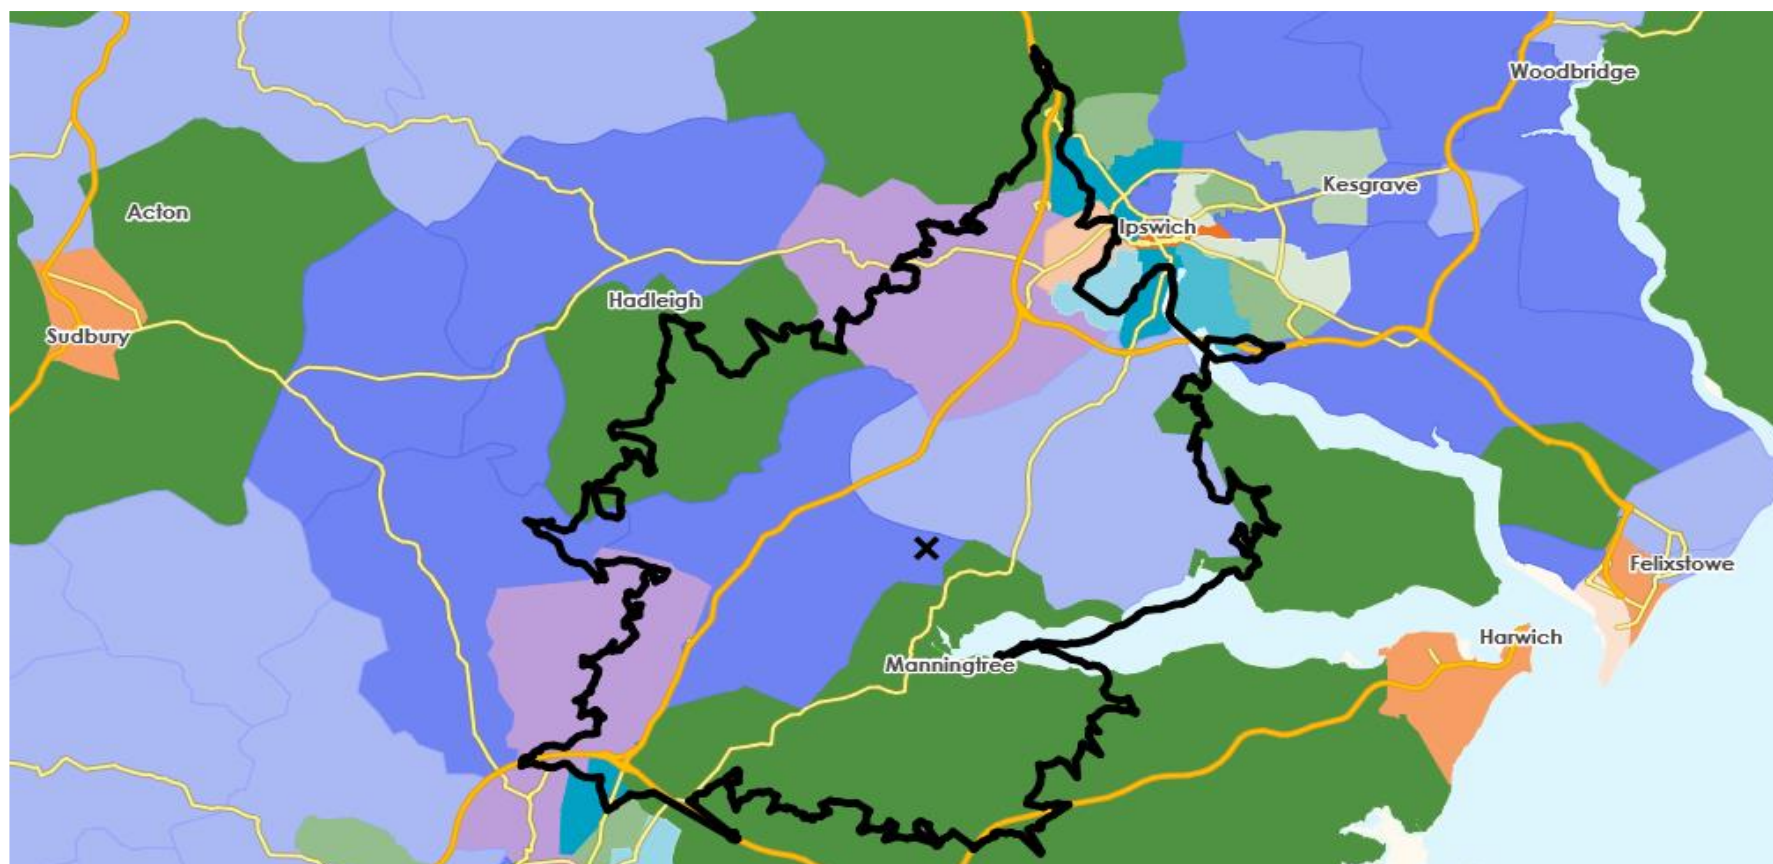 Woodbridge
Kesgrave
Acton
Ipswich
Hadleigh
Sudbury
Felixstowe
Harwich
Manningtree